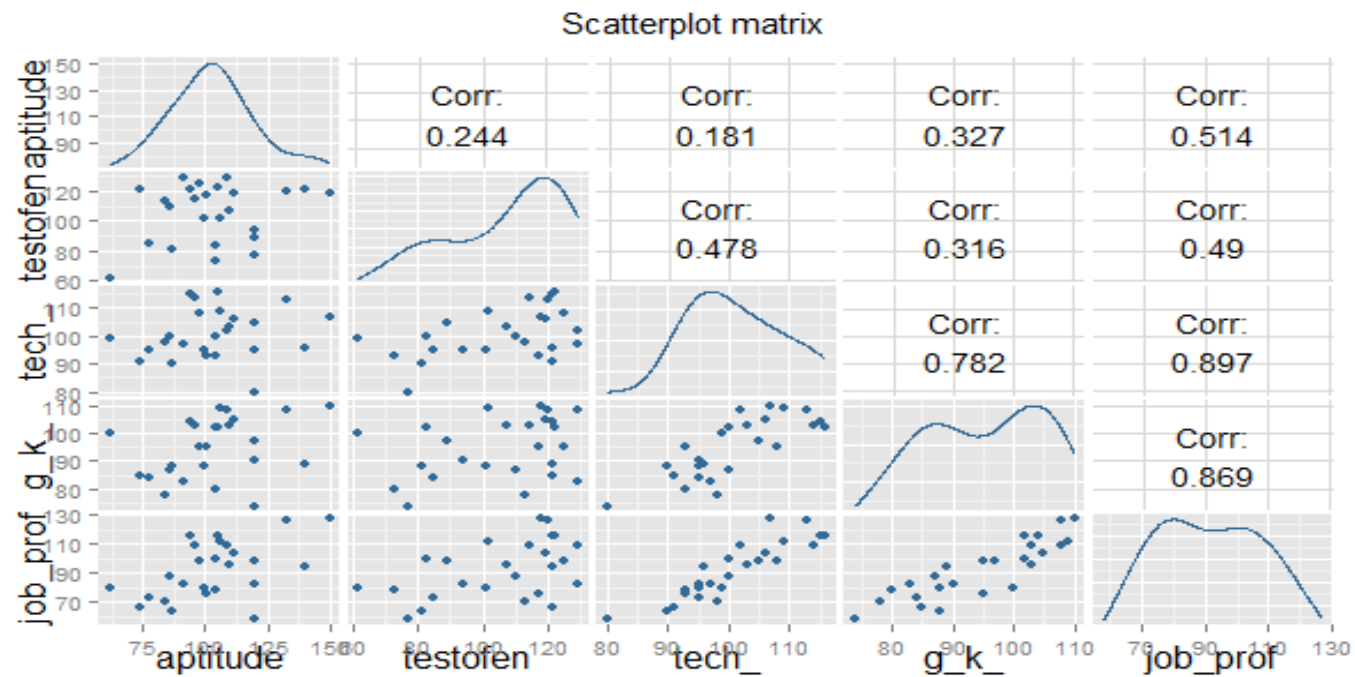 Scatterplot matrix
aptitude
150
130
110
90
Corr:
0.244
Corr:
0.181
Corr:
0.327
Corr:
0.514
testofen
120
100
80
60
Corr:
0.478
Corr:
0.316
Corr:
0.49
tech_
110
100
90
80
Corr:
0.782
Corr:
0.897
g_k_
110
100
90
80
Corr:
0.869
job_prof
130
110
90
70
75 100 125 150
60 80 100 120
80 90 100 110
80 90 100 110
70 90 110 130
aptitude testofen tech_ g_k_ job_prof